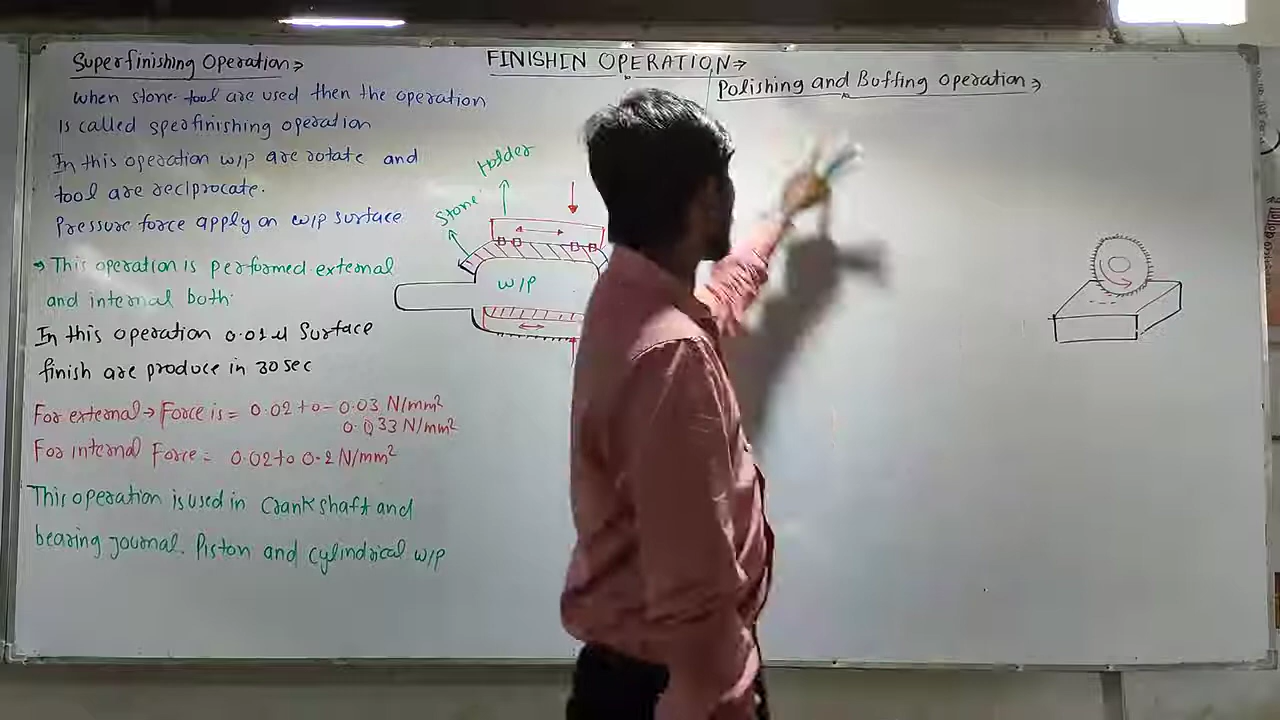 FINISHIN OPERATION
Superfinishing Operation
When stone tool are used then the operation
Is called sperfinishing operation
In this operation w/p are rotate and
tool are reciprocate.
Pressure force apply on w/p surface
This operation is performed external
and internal both.
In this operation 0.01μ Surface
finish are produce in 30 sec
For external → Force is = 0.02 to - 0.03 N/mm²
0.033 N/mm²
For internal Force = 0.02 to 0.2 N/mm²
This operation is used in Crankshaft and
bearing Journal. Piston and cylindrical w/p
Holder
Stone
W/P
Polishing and Boffing operation